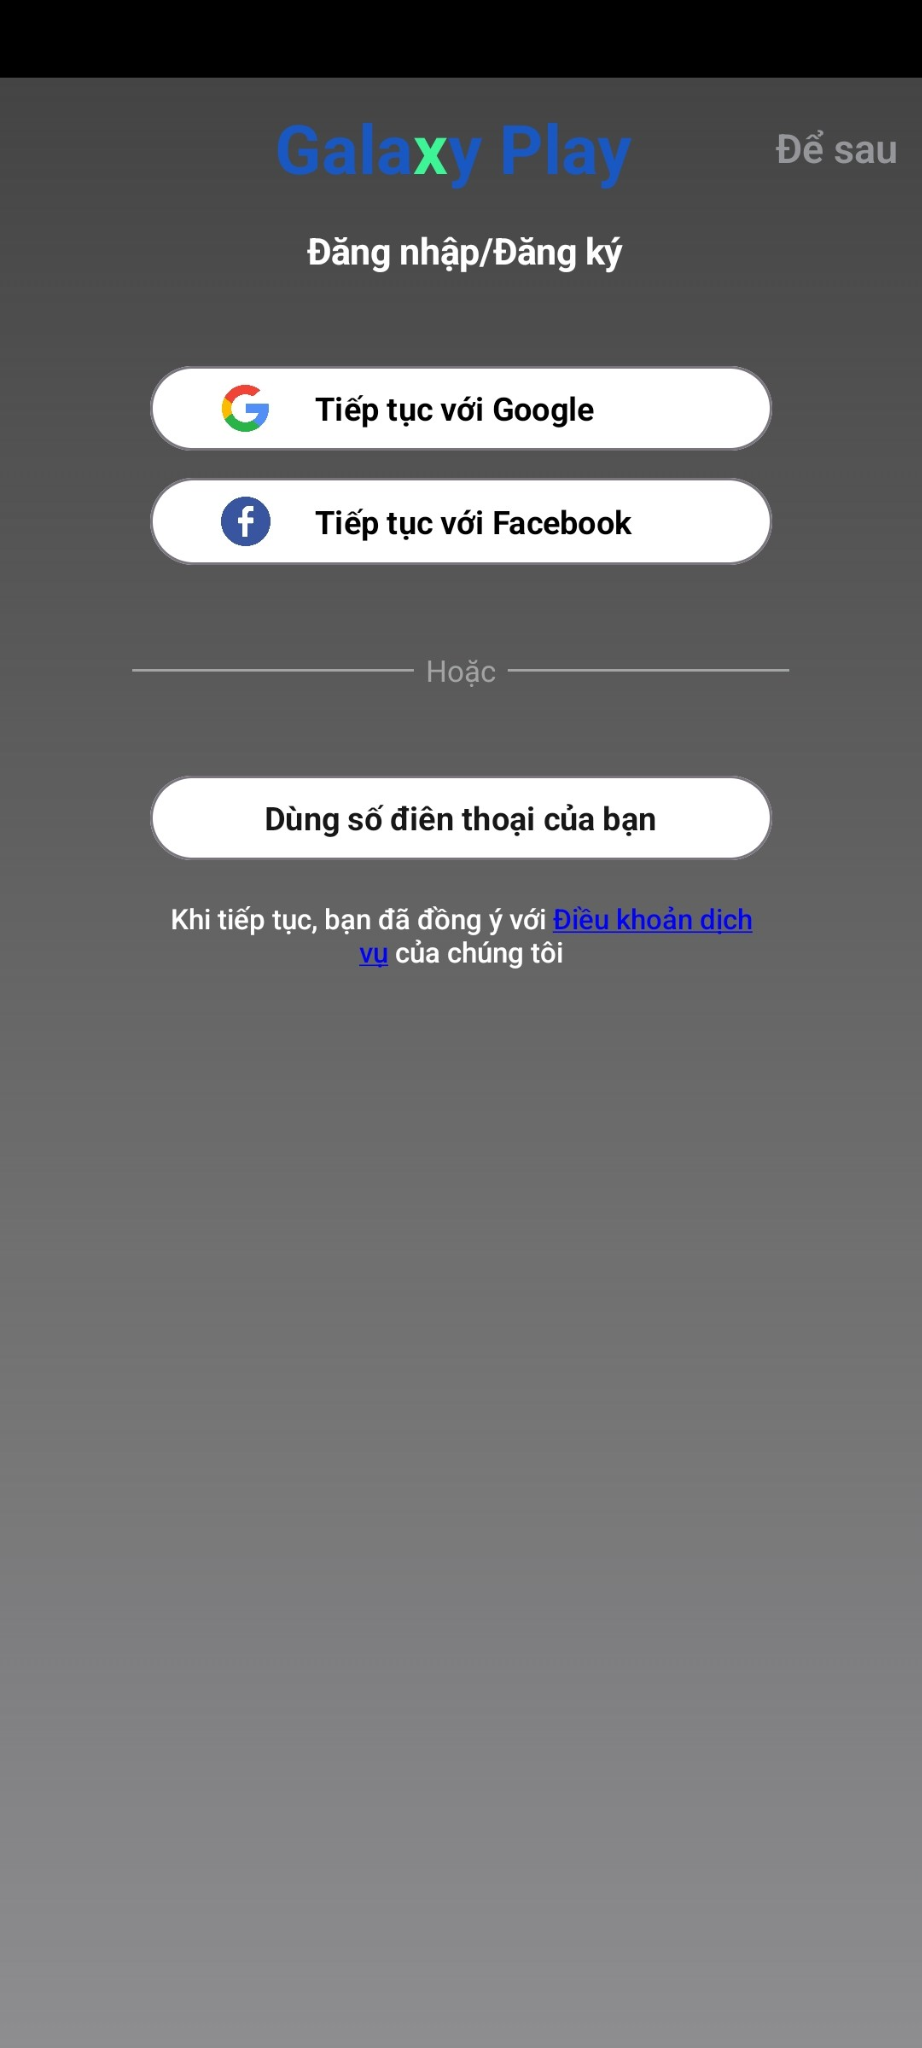 Galaxy Play
Để sau
Đăng nhập/Đăng ký
Tiếp tục với Google
Tiếp tục với Facebook
Hoặc
Dùng số điên thoại của bạn
Khi tiếp tục, bạn đã đồng ý với Điều khoản dịch
vụ của chúng tôi